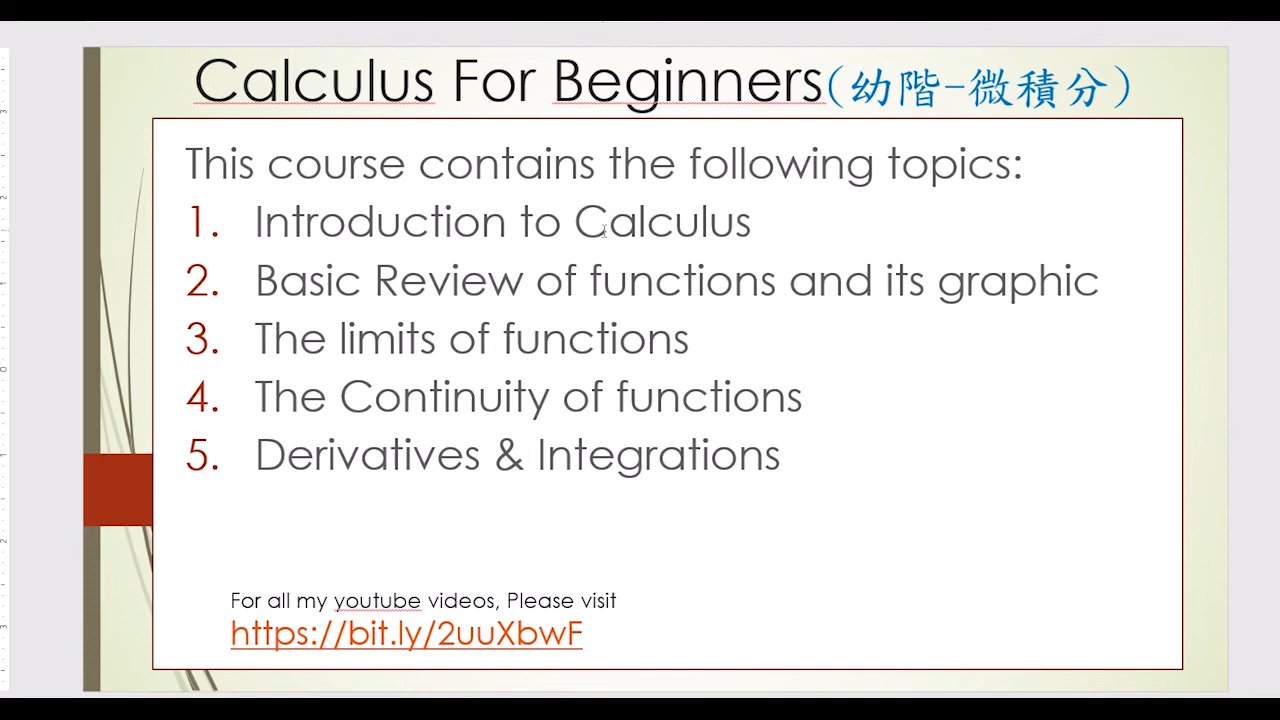 Calculus For Beginners(幼階-微積分)
This course contains the following topics:
1. Introduction to Calculus
2. Basic Review of functions and its graphic
3. The limits of functions
4. The Continuity of functions
5. Derivatives & Integrations
For all my youtube videos, Please visit
https://bit.ly/2uuXbwF